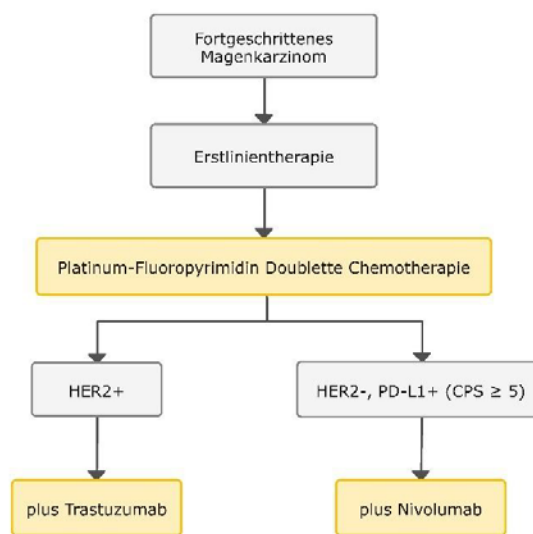 Fortgeschrittenes
Magenkarzinom
Erstlinientherapie
Platinum-Fluoropyrimidin Doublette Chemotherapie
HER2+
HER2-, PD-L1+ (CPS ≥ 5)
plus Trastuzumab
plus Nivolumab